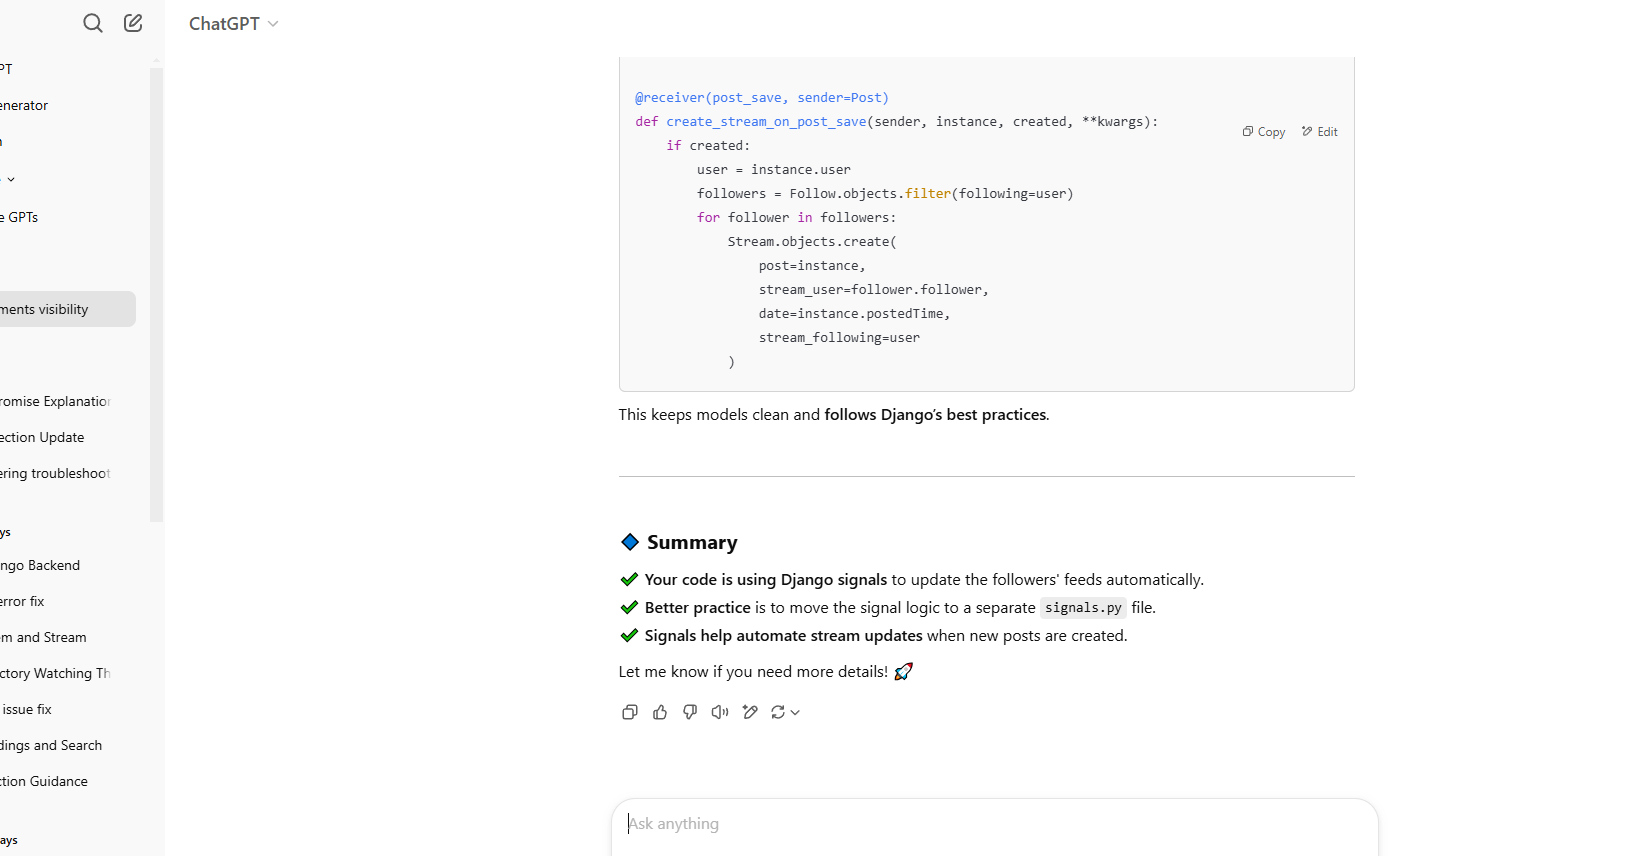 ChatGPT
PT
enerator
e GPTs
ments visibility
romise Explanation
ection Update
ering troubleshoot
ys
ngo Backend
error fix
em and Stream
ctory Watching Th
issue fix
dings and Search
ction Guidance
ays
@receiver(post_save, sender=Post)
def create_stream_on_post_save(sender, instance, created, **kwargs):
Copy Edit
if created:
user = instance.user
followers = Follow.objects.filter(following=user)
for follower in followers:
Stream.objects.create(
post=instance,
stream_user=follower.follower,
date=instance.postedTime,
stream_following=user
)
This keeps models clean and follows Django’s best practices.
Summary
Your code is using Django signals to update the followers' feeds automatically.
Better practice is to move the signal logic to a separate signals.py file.
Signals help automate stream updates when new posts are created.
Let me know if you need more details! 🚀
Ask anything